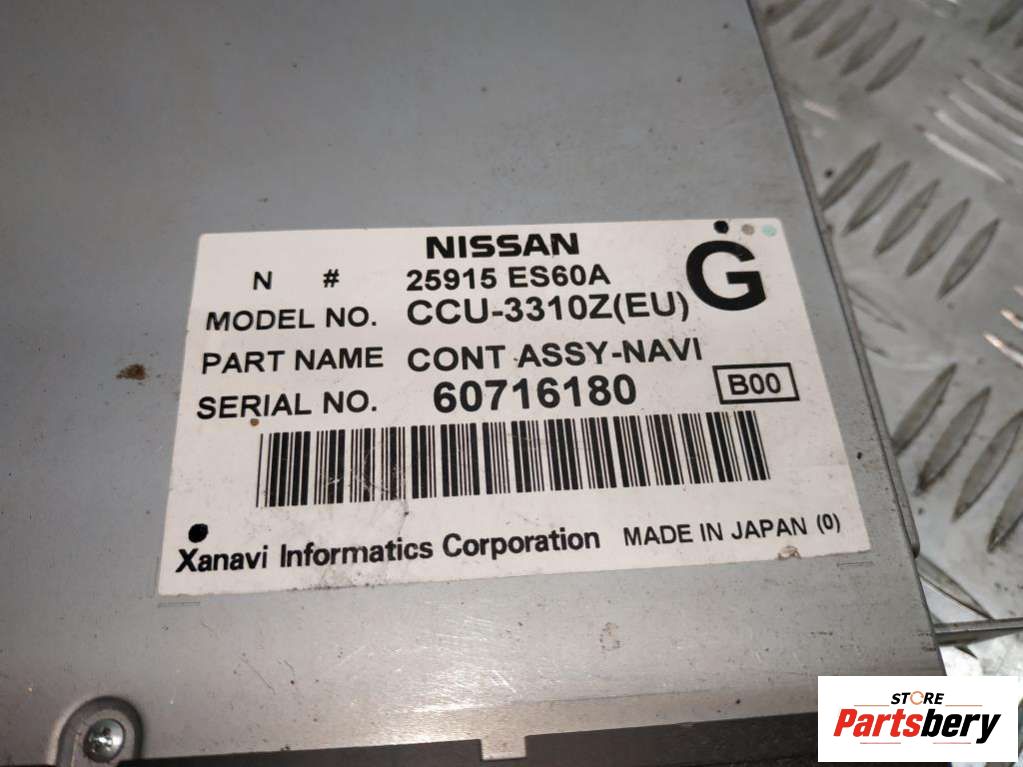 NISSAN
N # 25915 ES60A
G
MODEL NO. CCU-3310Z(EU)
PART NAME CONT ASSY-NAVI
SERIAL NO. 60716180
B00
Xanavi Informatics Corporation MADE IN JAPAN (0)
STORE
Partsbery